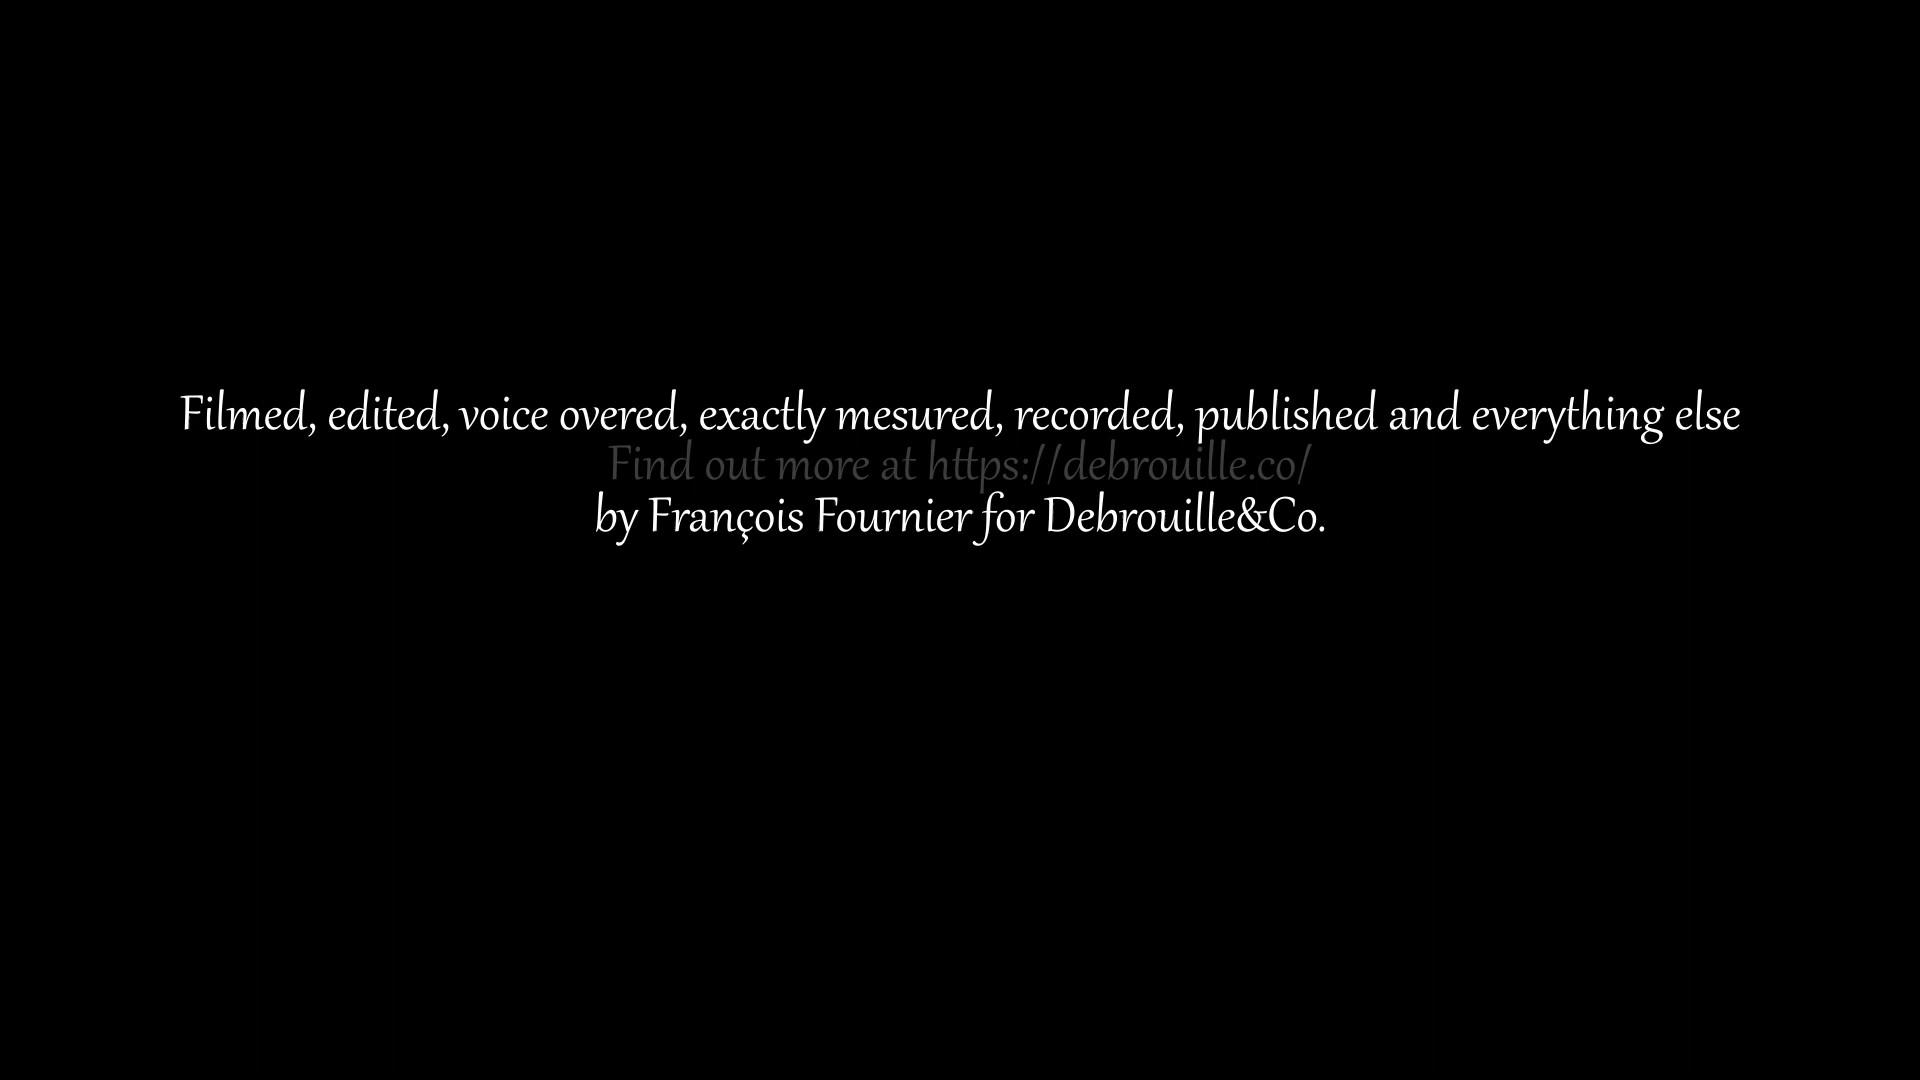 Filmed, edited, voice overed, exactly mesured, recorded, published and everything else
Find out more at https://debrouille.co/
by François Fournier for Debrouille&Co.